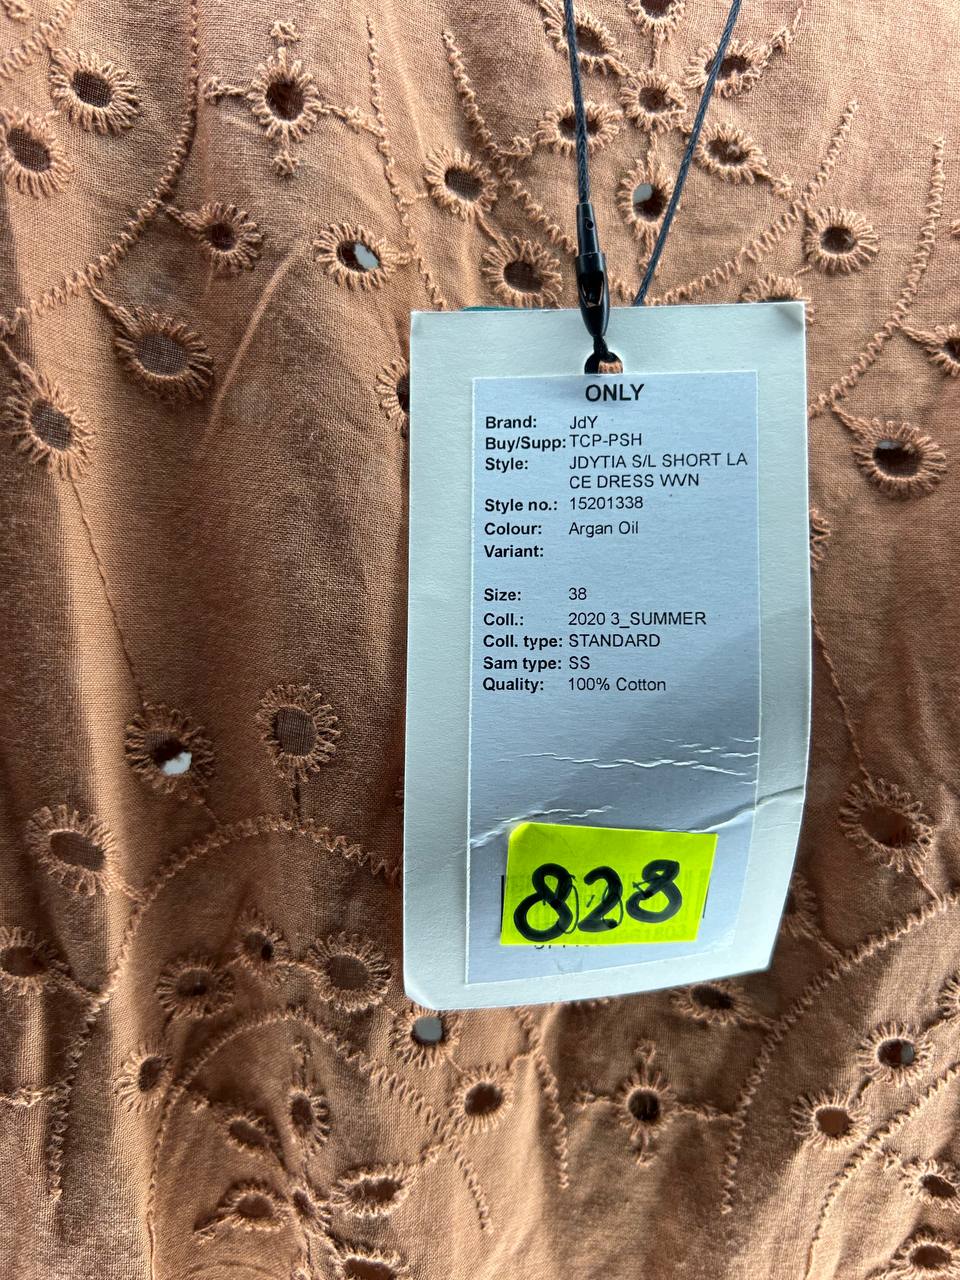 ONLY
Brand: JdY
Buy/Supp: TCP-PSH
Style: JDYTIA S/L SHORT LA
CE DRESS WVN
Style no.: 15201338
Colour: Argan Oil
Variant:
Size: 38
Coll.: 2020 3_SUMMER
Coll. type: STANDARD
Sam type: SS
Quality: 100% Cotton
828